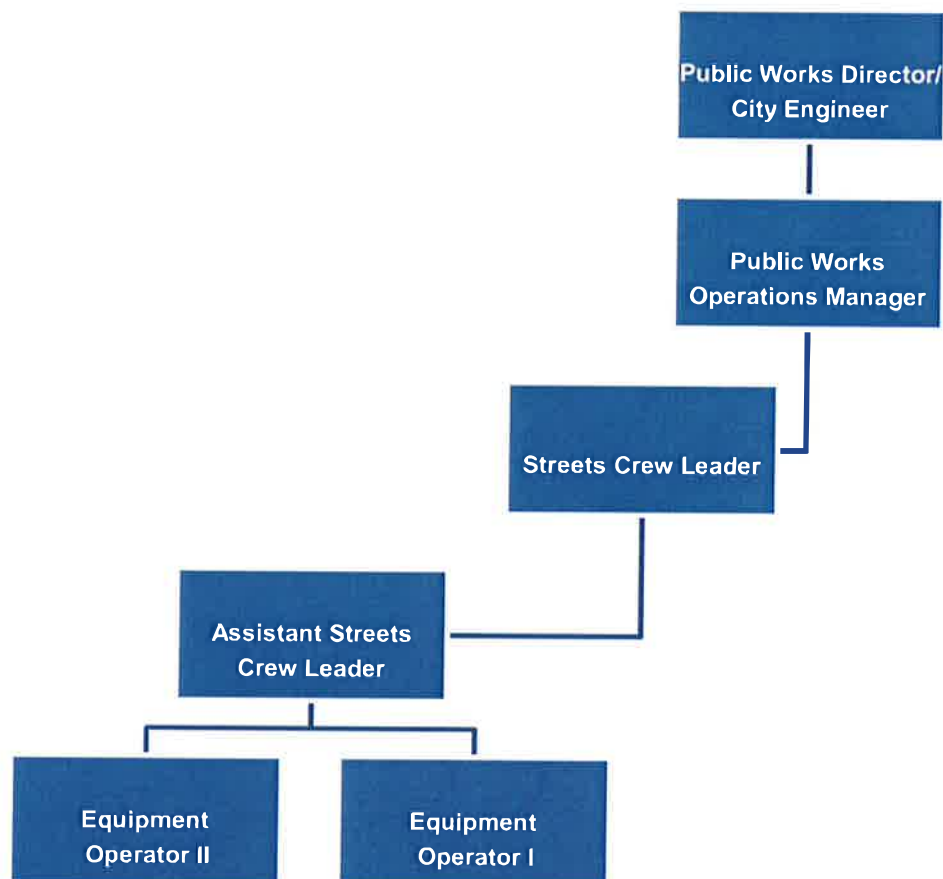 Public Works Director/
City Engineer
Public Works
Operations Manager
Streets Crew Leader
Assistant Streets
Crew Leader
Equipment
Operator II
Equipment
Operator I